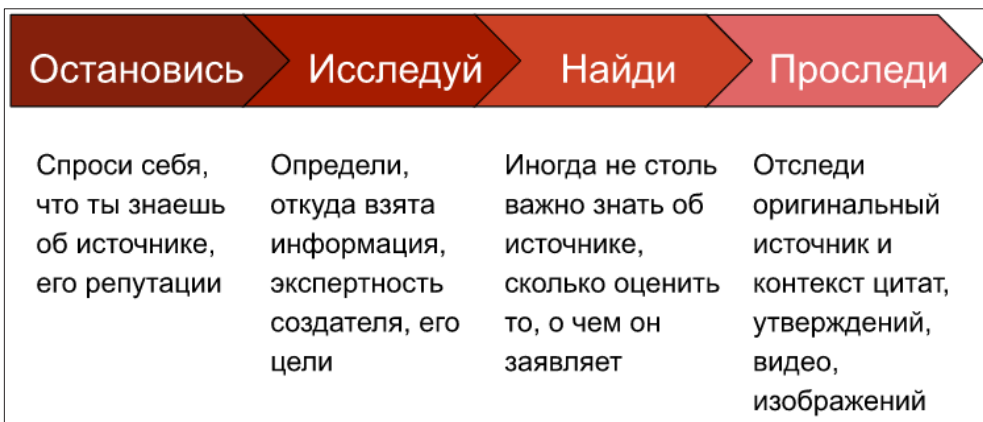 Остановись
Исследуй
Найди
Проследи
Спроси себя,
что ты знаешь
об источнике,
его репутации
Определи,
откуда взята
информация,
экспертность
создателя, его
цели
Иногда не столь
важно знать об
источнике,
сколько оценить
то, о чем он
заявляет
Отследи
оригинальный
источник и
контекст цитат,
утверждений,
видео,
изображений